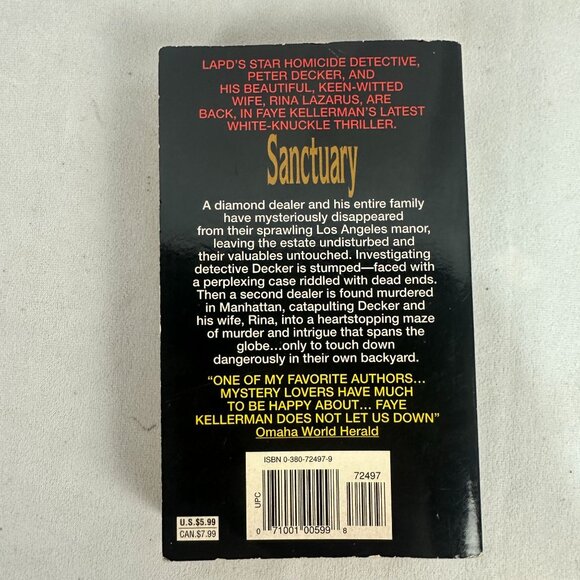 LAPD'S STAR HOMICIDE DETECTIVE,
PETER DECKER, AND
HIS BEAUTIFUL, KEEN-WITTED
WIFE, RINA LAZARUS, ARE
BACK, IN FAYE KELLERMAN'S LATEST
WHITE-KNUCKLE THRILLER.
Sanctuary
A diamond dealer and his entire family
have mysteriously disappeared
from their sprawling Los Angeles manor,
leaving the estate undisturbed and
their valuables untouched. Investigating
detective Decker is stumped—faced with
a perplexing case riddled with dead ends.
Then a second dealer is found murdered
in Manhattan, catapulting Decker and
his wife, Rina, into a heartstopping maze
of murder and intrigue that spans the
globe...only to touch down
dangerously in their own backyard.
"ONE OF MY FAVORITE AUTHORS...
MYSTERY LOVERS HAVE MUCH
TO BE HAPPY ABOUT... FAYE
KELLERMAN DOES NOT LET US DOWN"
Omaha World Herald
ISBN 0-380-72497-9
72497
UPC
0 71001 00599 8
U.S.$5.99
CAN.$7.99